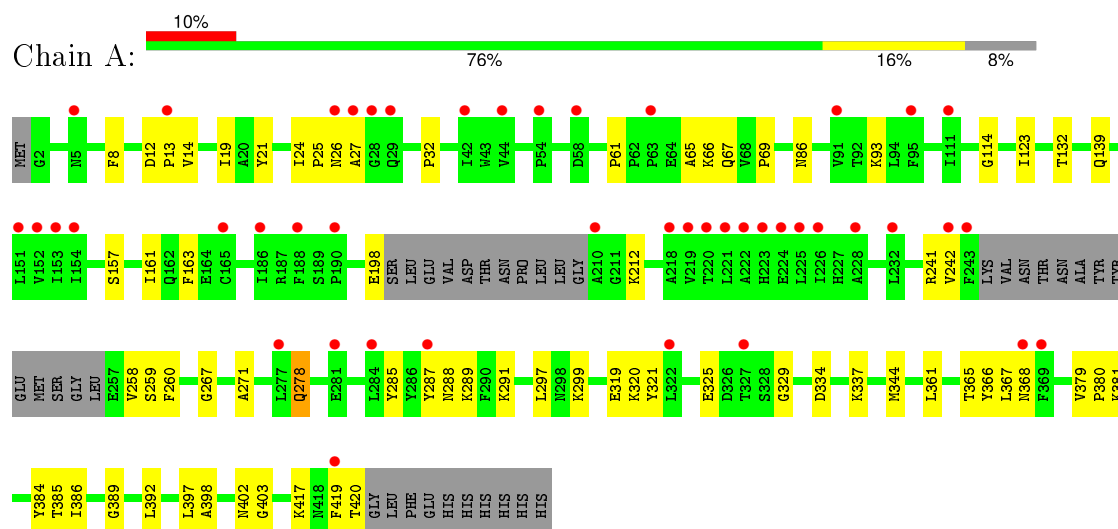 10%
Chain A:
76% 16% 8%
MET G2 N5 F8 D12 P13 V14 I19 A20 Y21 I24 P25 N26 A27 G28 Q29 P32 I42 W43 V44 P54 D58 P61 P62 P63 E64 A65 K66 Q67 V68 P69 N86 V91 T92 K93 L94 F95 I111 G114 I123 T132 Q139
L151 V152 I153 I154 S157 I161 Q162 F163 E164 C165 I186 R187 F188 S189 P190 E198 SER LEU GLU VAL ASP THR ASN PRO LEU LEU GLY A210 G211 K212 A218 V219 T220 L221 A222 H223 E224 L225 I226 H227 A228 L232 R241 V242 F243 LYS VAL ASN THR ASN ALA TYR TYR
GLU MET SER GLY LEU E257 V258 S259 F260 G267 A271 L277 Q278 E281 L284 Y285 Y286 Y287 N288 K289 F290 K291 L297 N298 K299 E319 K320 Y321 L322 E325 D326 T327 S328 G329 D334 K337 M344 L361 T365 Y366 L367 N368 F369 V379 P380 K381
Y384 T385 I386 G389 L392 L397 A398 N402 G403 K417 N418 F419 T420 GLY LEU PHE GLU HIS HIS HIS HIS HIS HIS